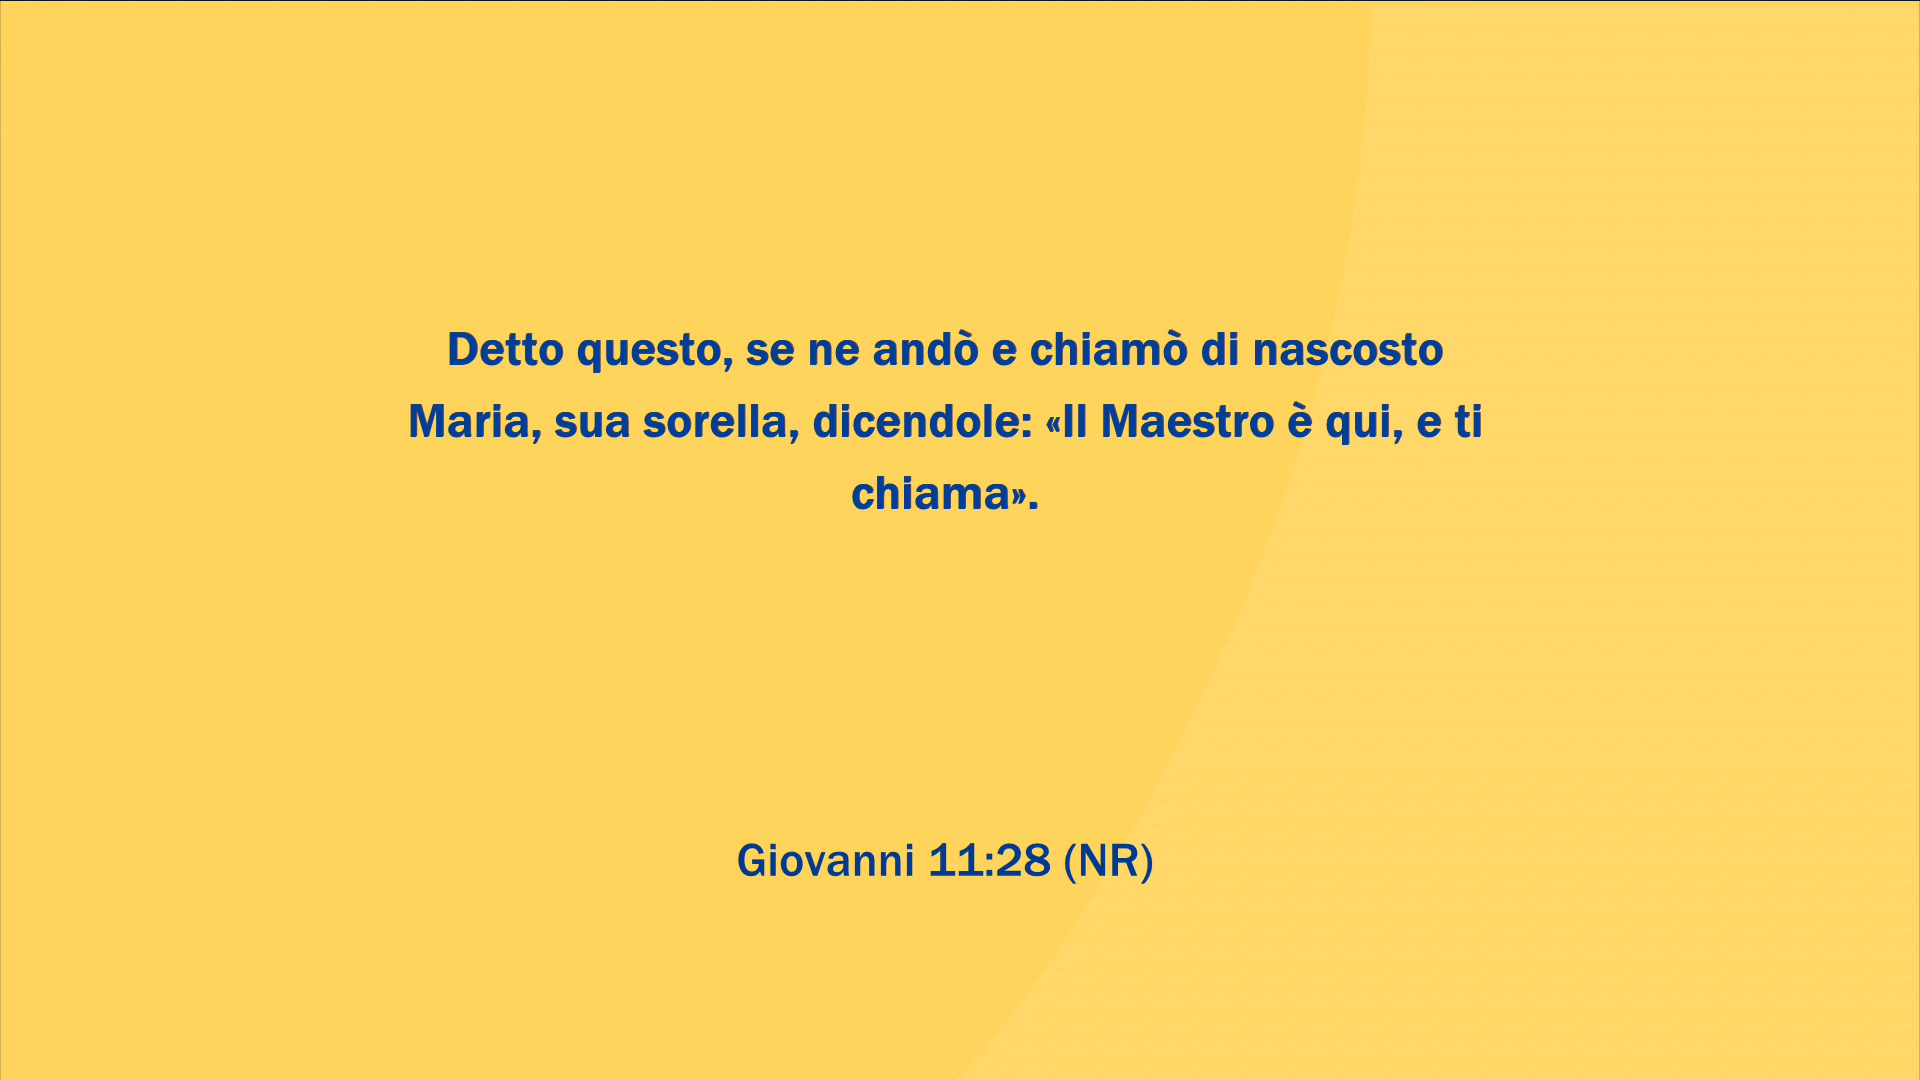 Detto questo, se ne andò e chiamò di nascosto
Maria, sua sorella, dicendole: «Il Maestro è qui, e ti
chiama».
Giovanni 11:28 (NR)